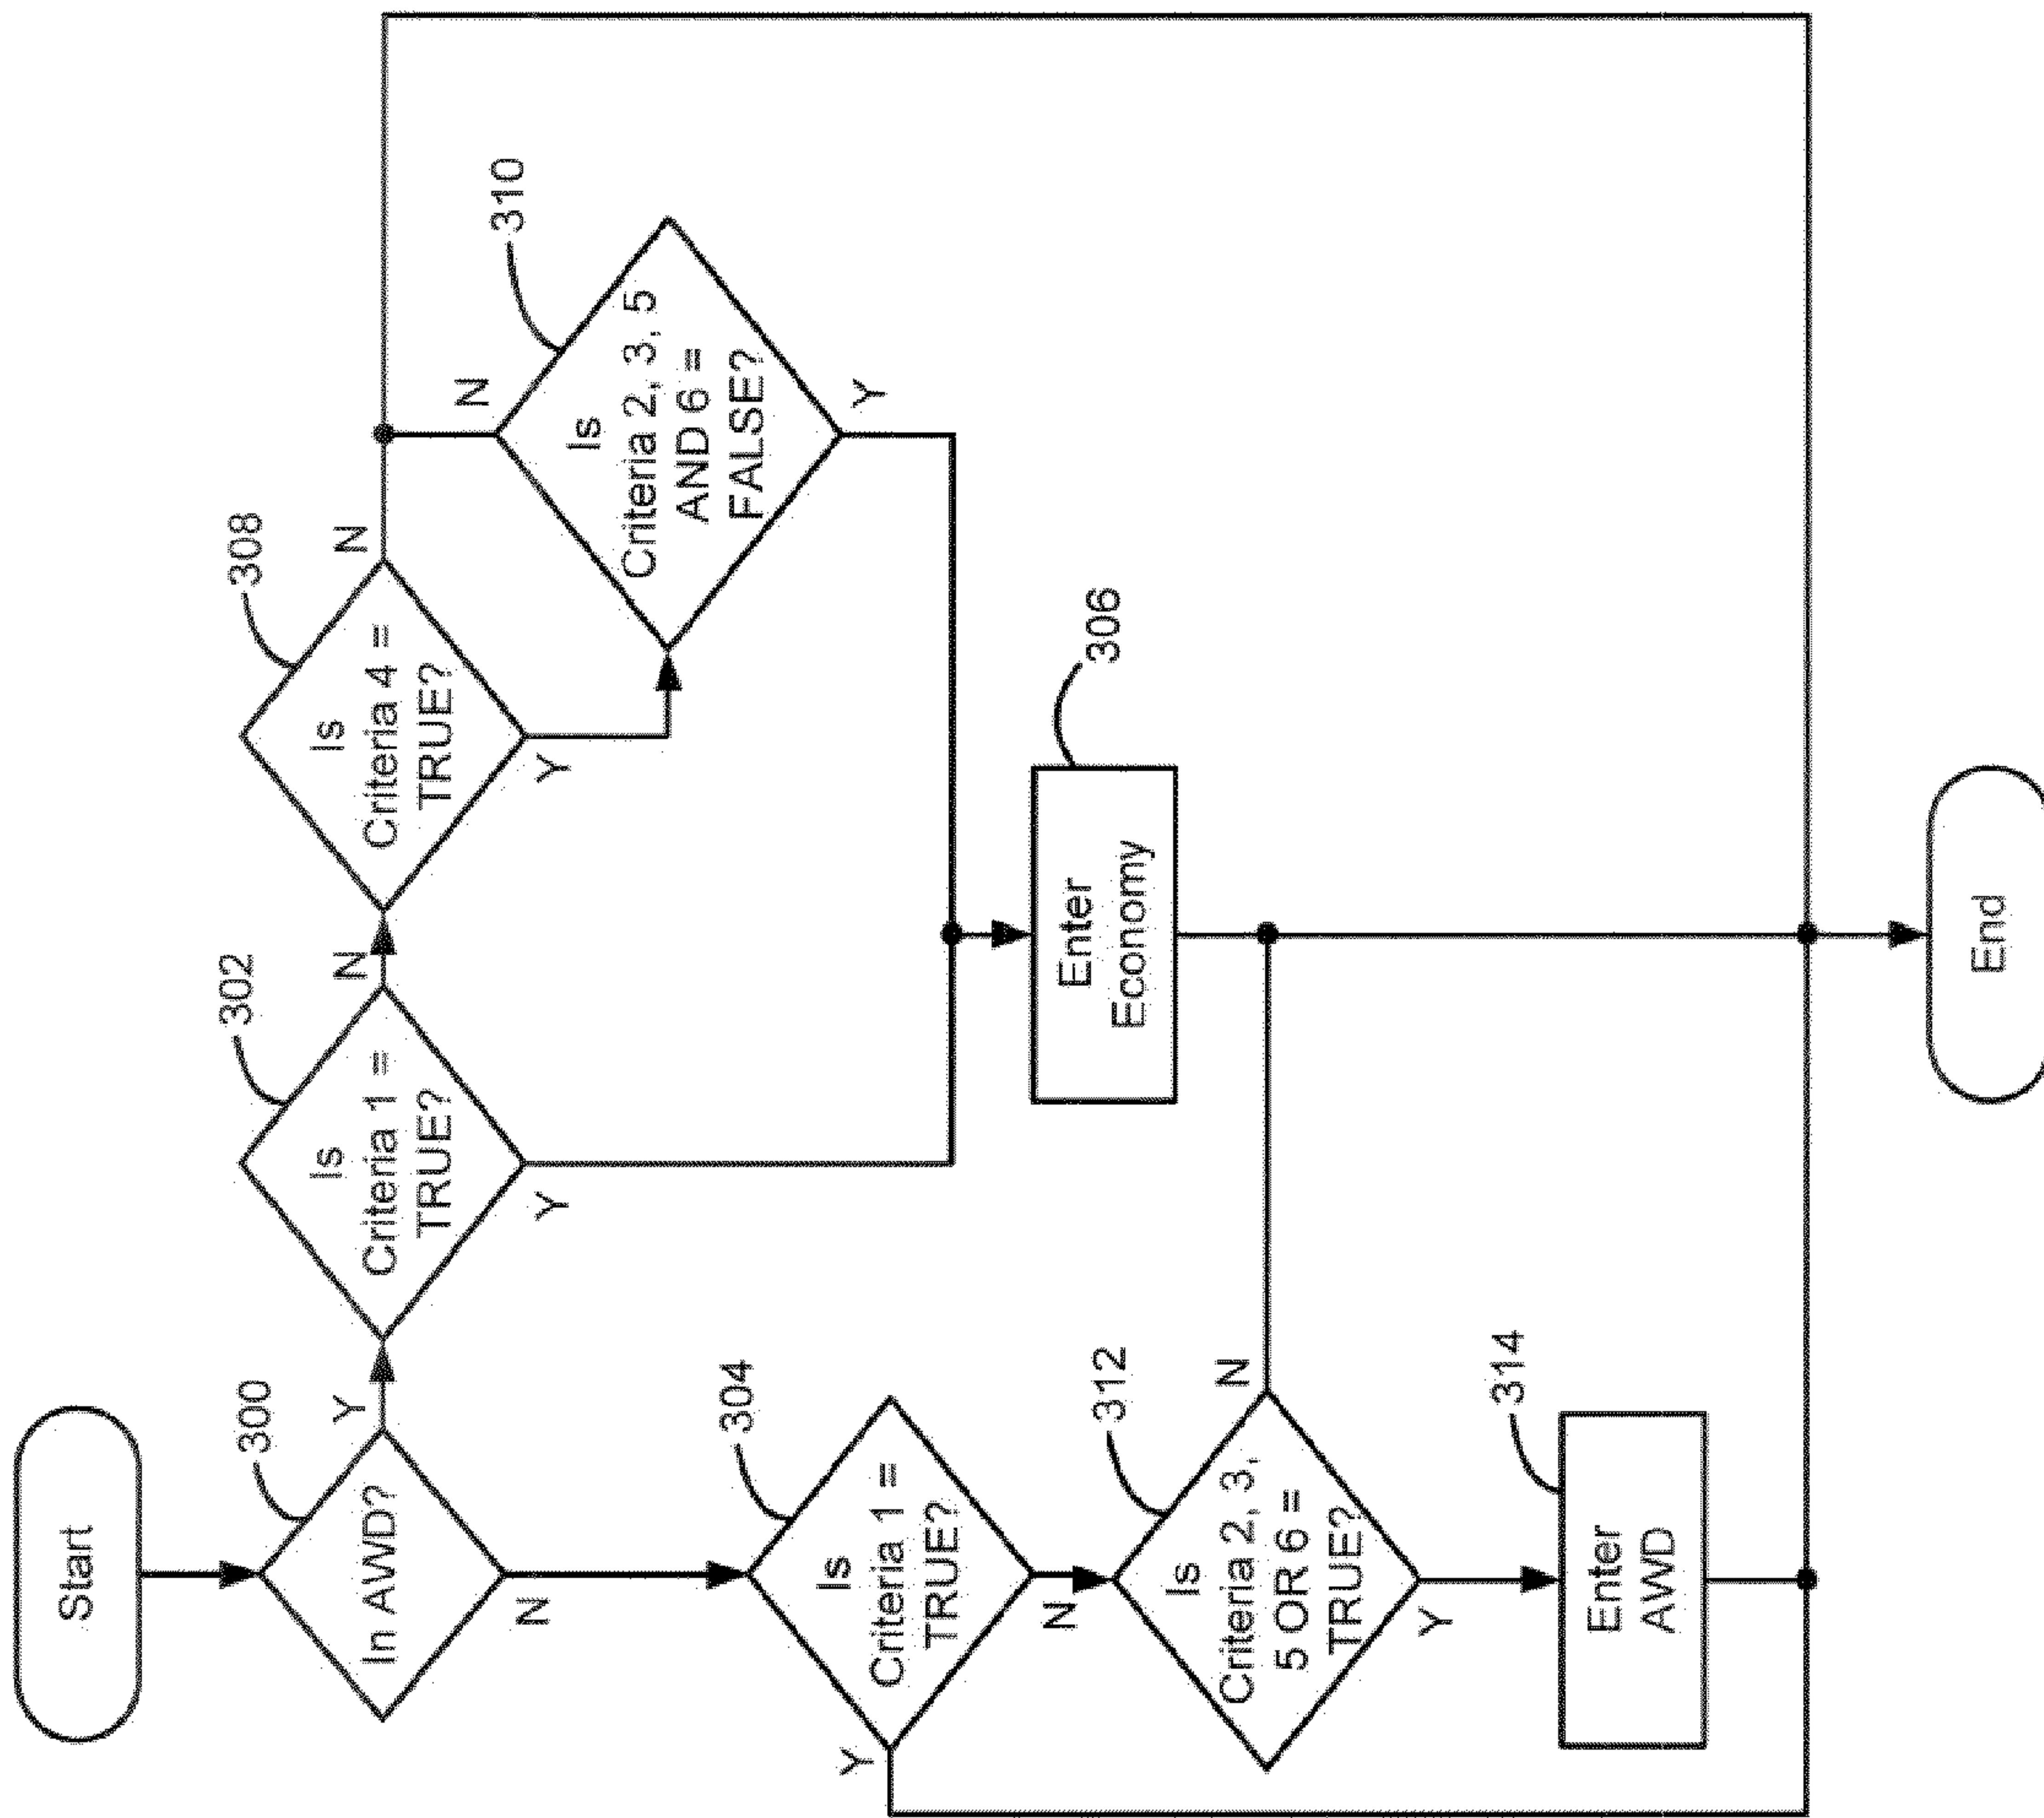 Start
300
In AWD?
Y
N
302
Is
Criteria 1 =
TRUE?
N
Y
308
Is
Criteria 4 =
TRUE?
N
Y
310
Is
Criteria 2, 3, 5
AND 6 =
FALSE?
N
Y
304
Is
Criteria 1 =
TRUE?
Y
N
306
Enter
Economy
312
Is
Criteria 2, 3,
5 OR 6 =
TRUE?
N
Y
314
Enter
AWD
End